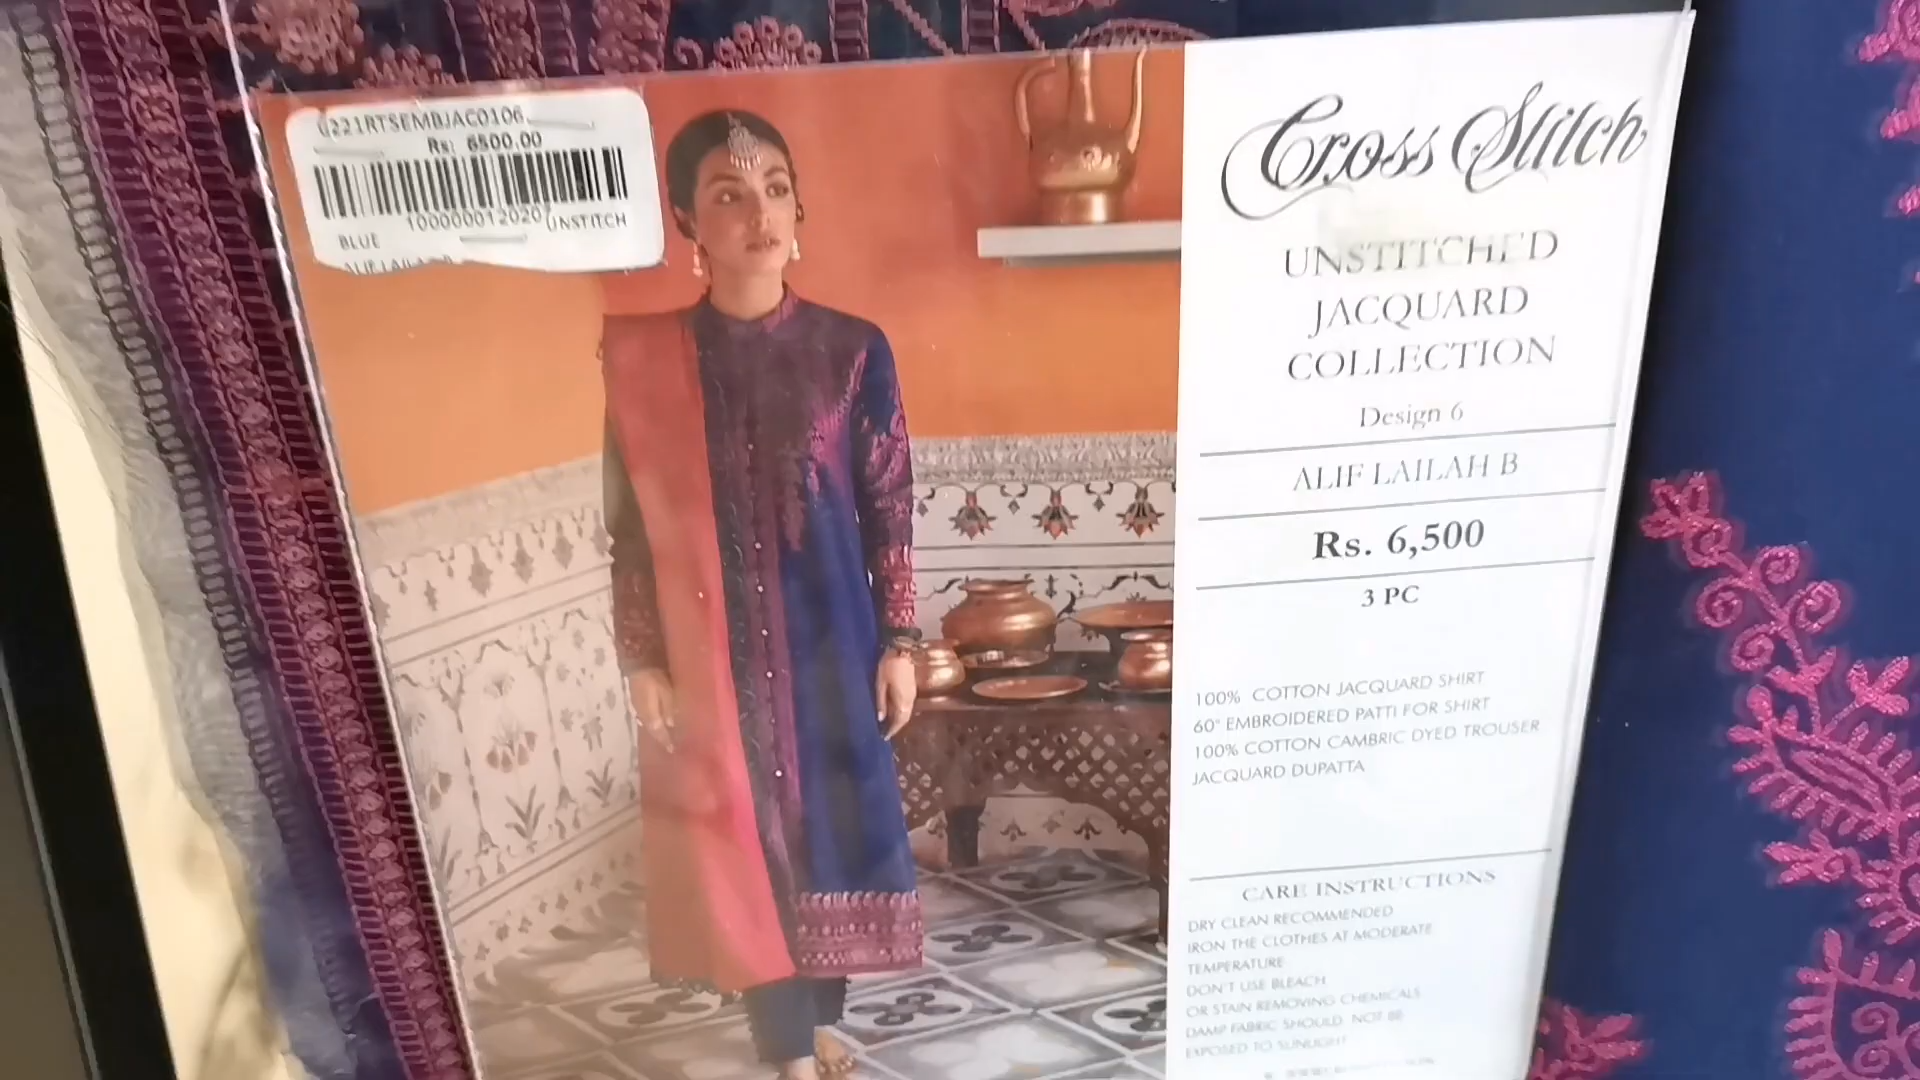 G221RTSEMBJAC0106
Rs: 6500.00
100000012020
BLUE
UNSTITCH
ALIF LAILAH B
Cross Stitch
UNSTITCHED
JACQUARD
COLLECTION
Design 6
ALIF LAILAH B
Rs. 6,500
3 PC
100% COTTON JACQUARD SHIRT
60" EMBROIDERED PATTI FOR SHIRT
100% COTTON CAMBRIC DYED TROUSER
JACQUARD DUPATTA
CARE INSTRUCTIONS
DRY CLEAN RECOMMENDED
IRON THE CLOTHES AT MODERATE
TEMPERATURE
DON'T USE BLEACH
OR STAIN REMOVING CHEMICALS
DAMP FABRIC SHOULD NOT BE
EXPOSED TO SUNLIGHT